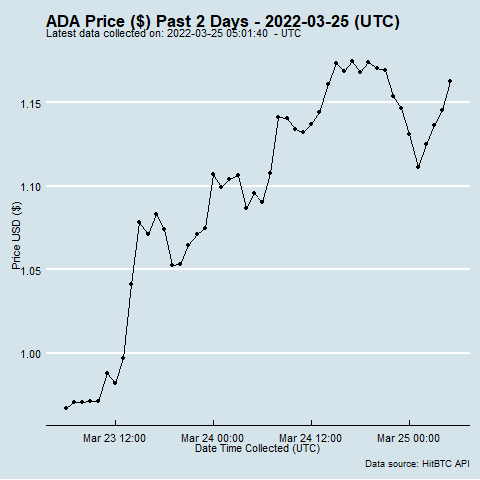 ADA Price ($) Past 2 Days - 2022-03-25 (UTC)
Latest data collected on: 2022-03-25 05:01:40 - UTC
Price USD ($)
1.15
1.10
1.05
1.00
Mar 23 12:00
Mar 24 00:00
Mar 24 12:00
Mar 25 00:00
Date Time Collected (UTC)
Data source: HitBTC API